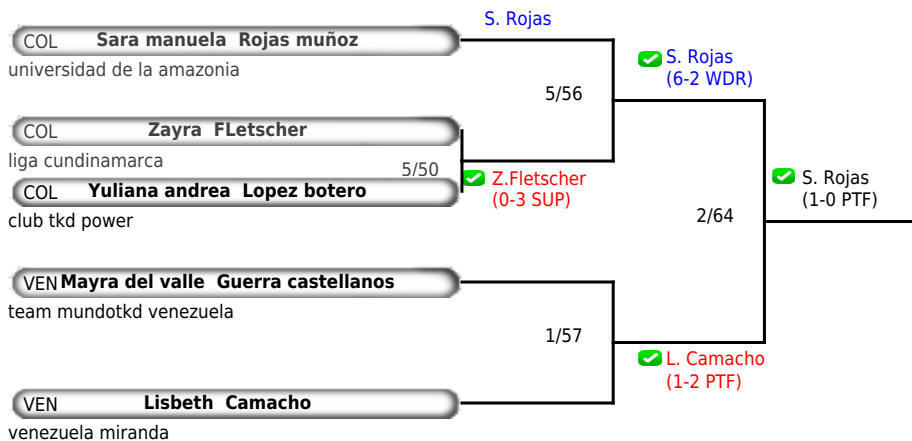 S. Rojas
COL Sara manuela Rojas muñoz
universidad de la amazonia
S. Rojas
(6-2 WDR)
5/56
COL Zayra FLetscher
liga cundinamarca
5/50
Z.Fletscher
(0-3 SUP)
COL Yuliana andrea Lopez botero
club tkd power
S. Rojas
(1-0 PTF)
2/64
VEN Mayra del valle Guerra castellanos
team mundotkd venezuela
1/57
L. Camacho
(1-2 PTF)
VEN Lisbeth Camacho
venezuela miranda